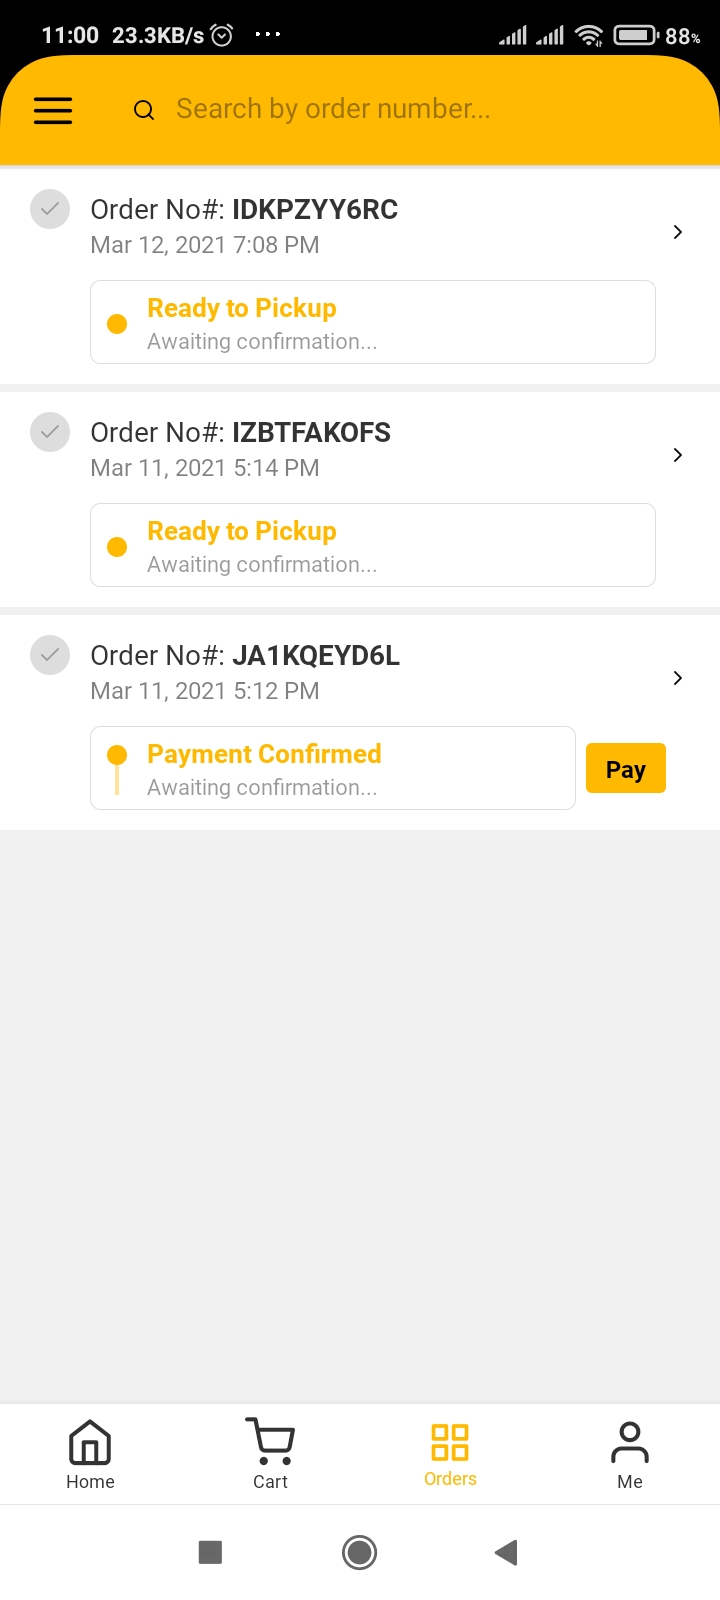 11:00 23.3KB/s ... 88%
Search by order number...
Order No#: IDKPZYY6RC
Mar 12, 2021 7:08 PM
Ready to Pickup
Awaiting confirmation...
Order No#: IZBTFAKOFS
Mar 11, 2021 5:14 PM
Ready to Pickup
Awaiting confirmation...
Order No#: JA1KQEYD6L
Mar 11, 2021 5:12 PM
Payment Confirmed
Awaiting confirmation...
Pay
Home Cart Orders Me